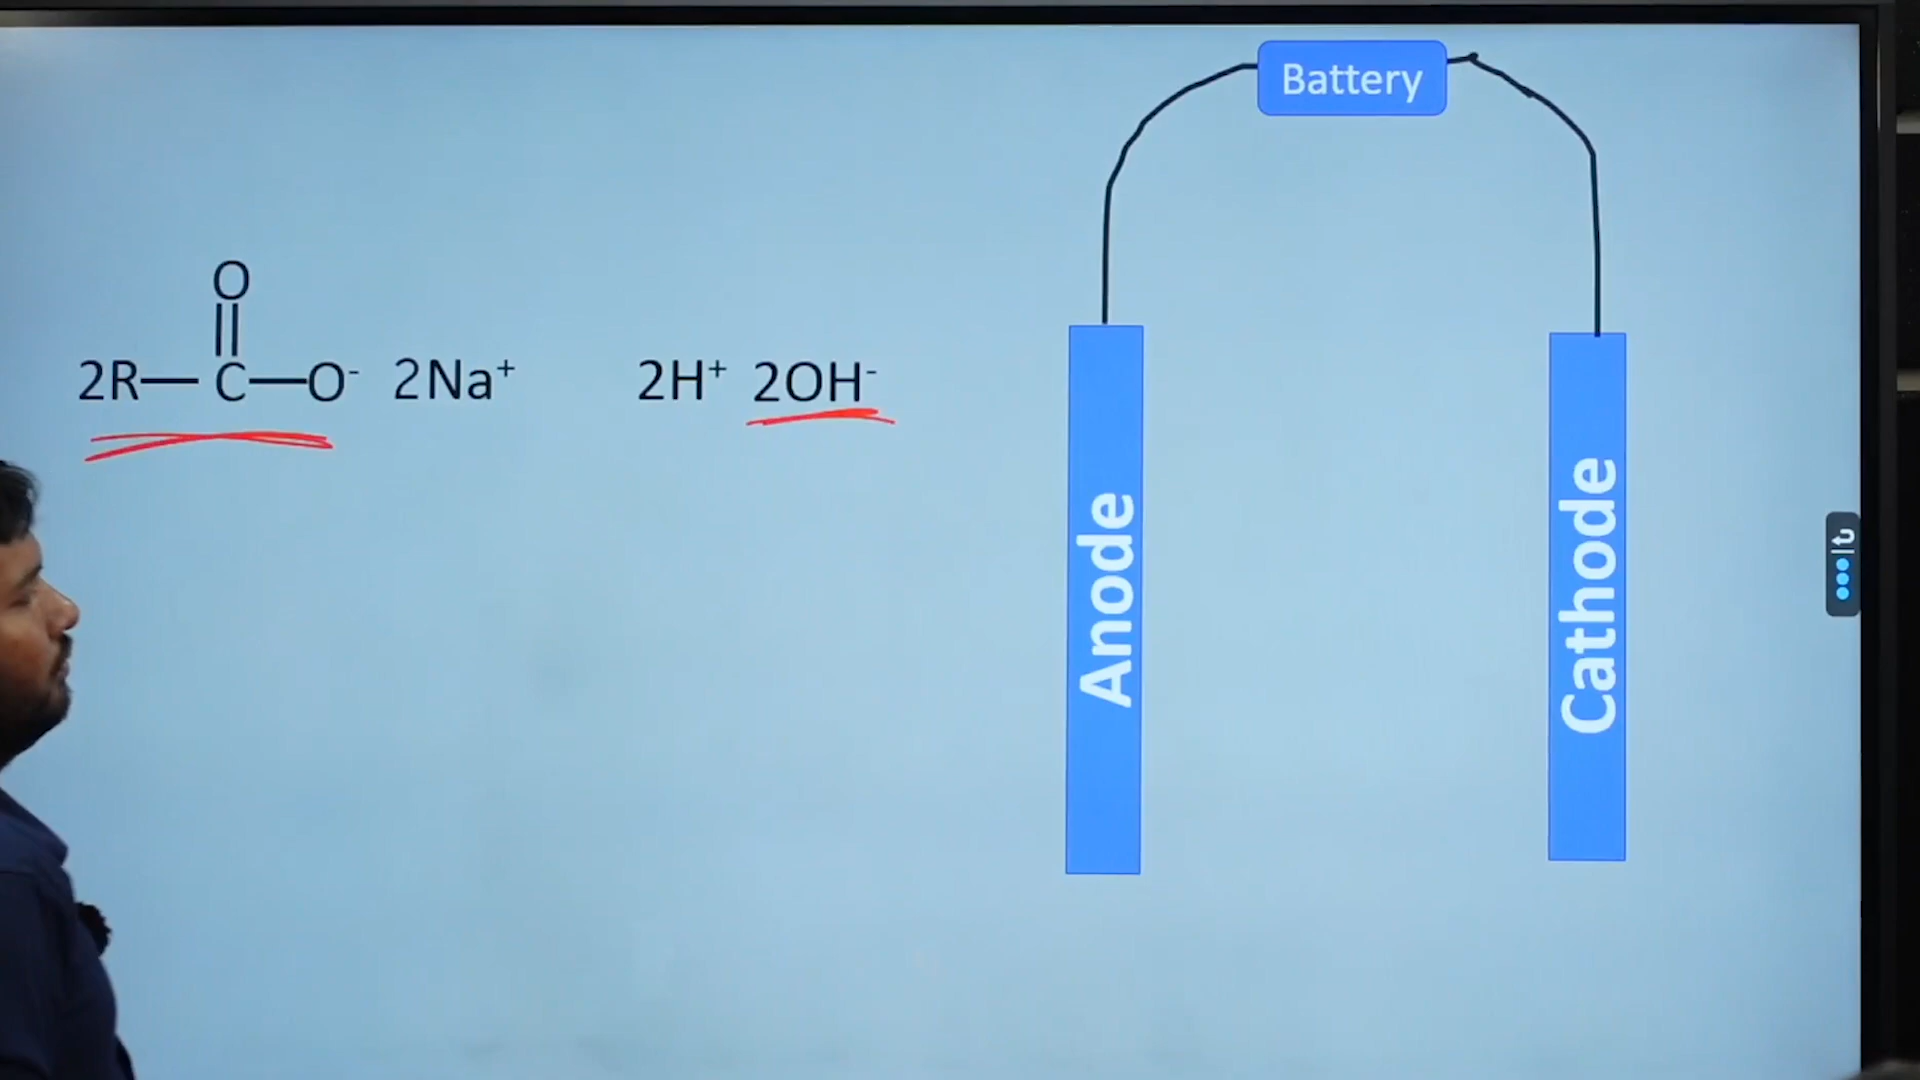 Battery
O
||
2R—C—O⁻ 2Na⁺ 2H⁺ 2OH⁻
Anode
Cathode